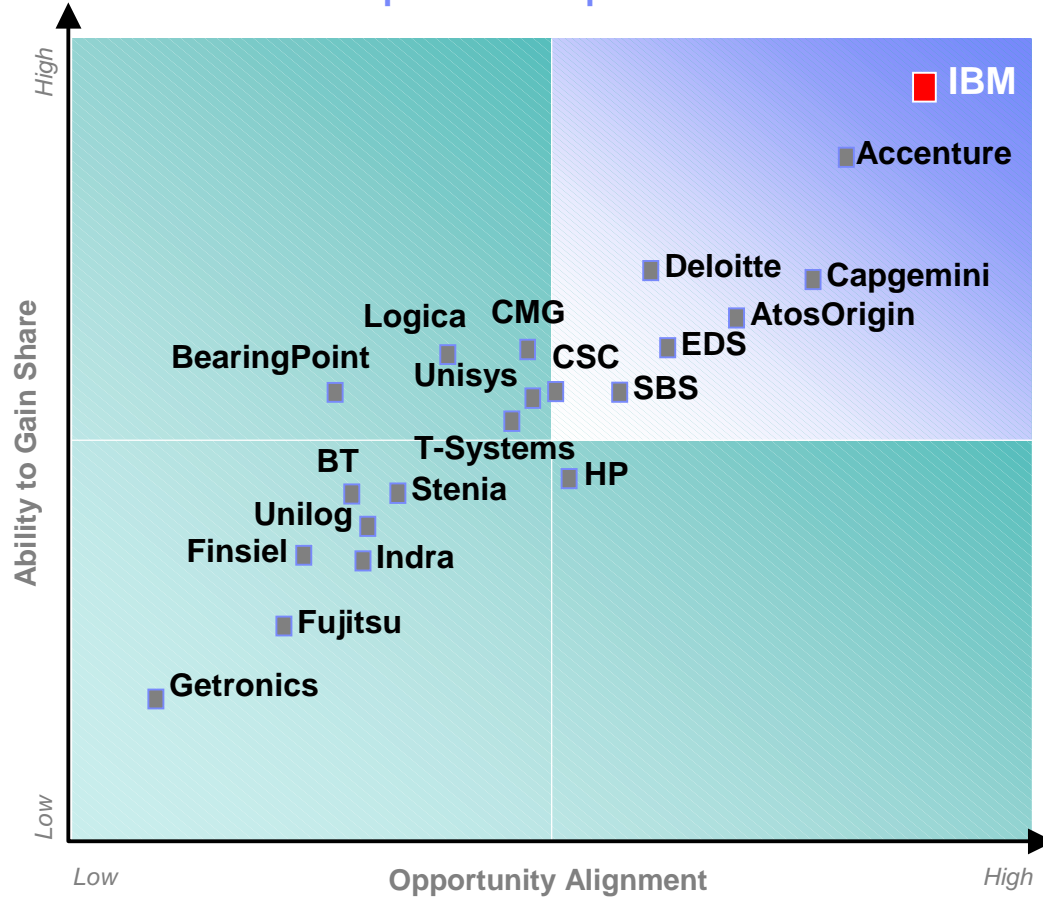 High
IBM
Accenture
Deloitte
Capgemini
AtosOrigin
Logica
CMG
EDS
BearingPoint
CSC
Unisys
SBS
T-Systems
BT
HP
Stenia
Unilog
Finsiel
Indra
Fujitsu
Getronics
Ability to Gain Share
Low
Low
Opportunity Alignment
High